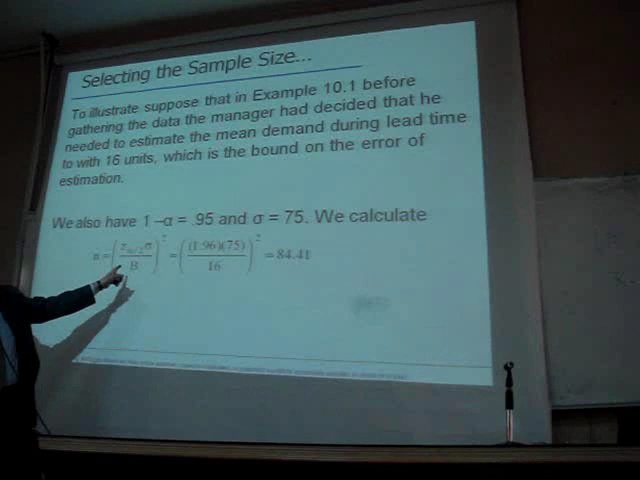 Selecting the Sample Size...
To illustrate suppose that in Example 10.1 before
gathering the data the manager had decided that he
needed to estimate the mean demand during lead time
to with 16 units, which is the bound on the error of
estimation.
We also have 1 –α = .95 and σ = 75. We calculate
n = ( z α/2 σ / B )² = ( (1.96)(75) / 16 )² = 84.41